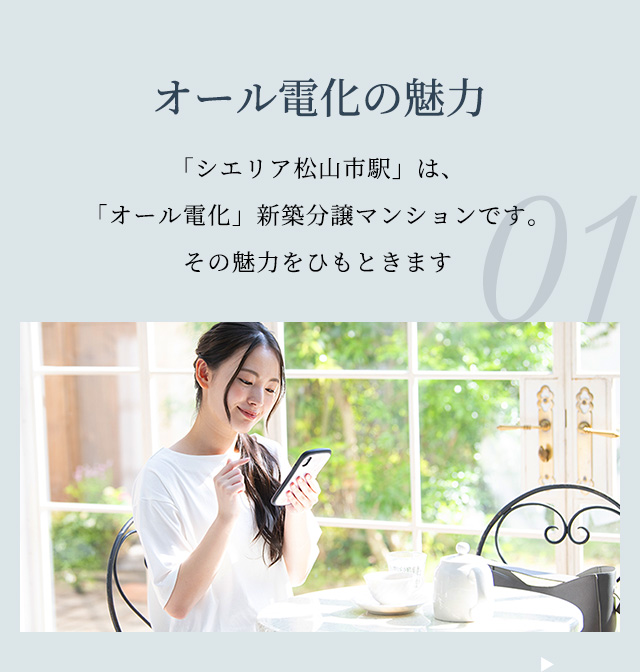 オール電化の魅力
「シエリア松山市駅」は、
「オール電化」新築分譲マンションです。
その魅力をひもときます
01